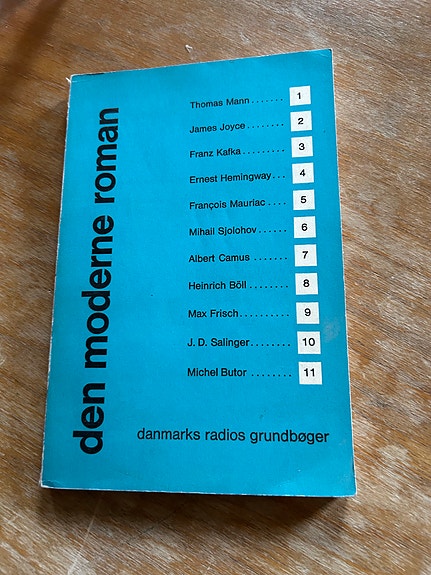 den moderne roman
Thomas Mann....... 1
James Joyce........ 2
Franz Kafka......... 3
Ernest Hemingway... 4
François Mauriac .... 5
Mihail Sjolohov...... 6
Albert Camus ....... 7
Heinrich Böll ........ 8
Max Frisch.......... 9
J. D. Salinger........ 10
Michel Butor ........ 11
danmarks radios grundbøger